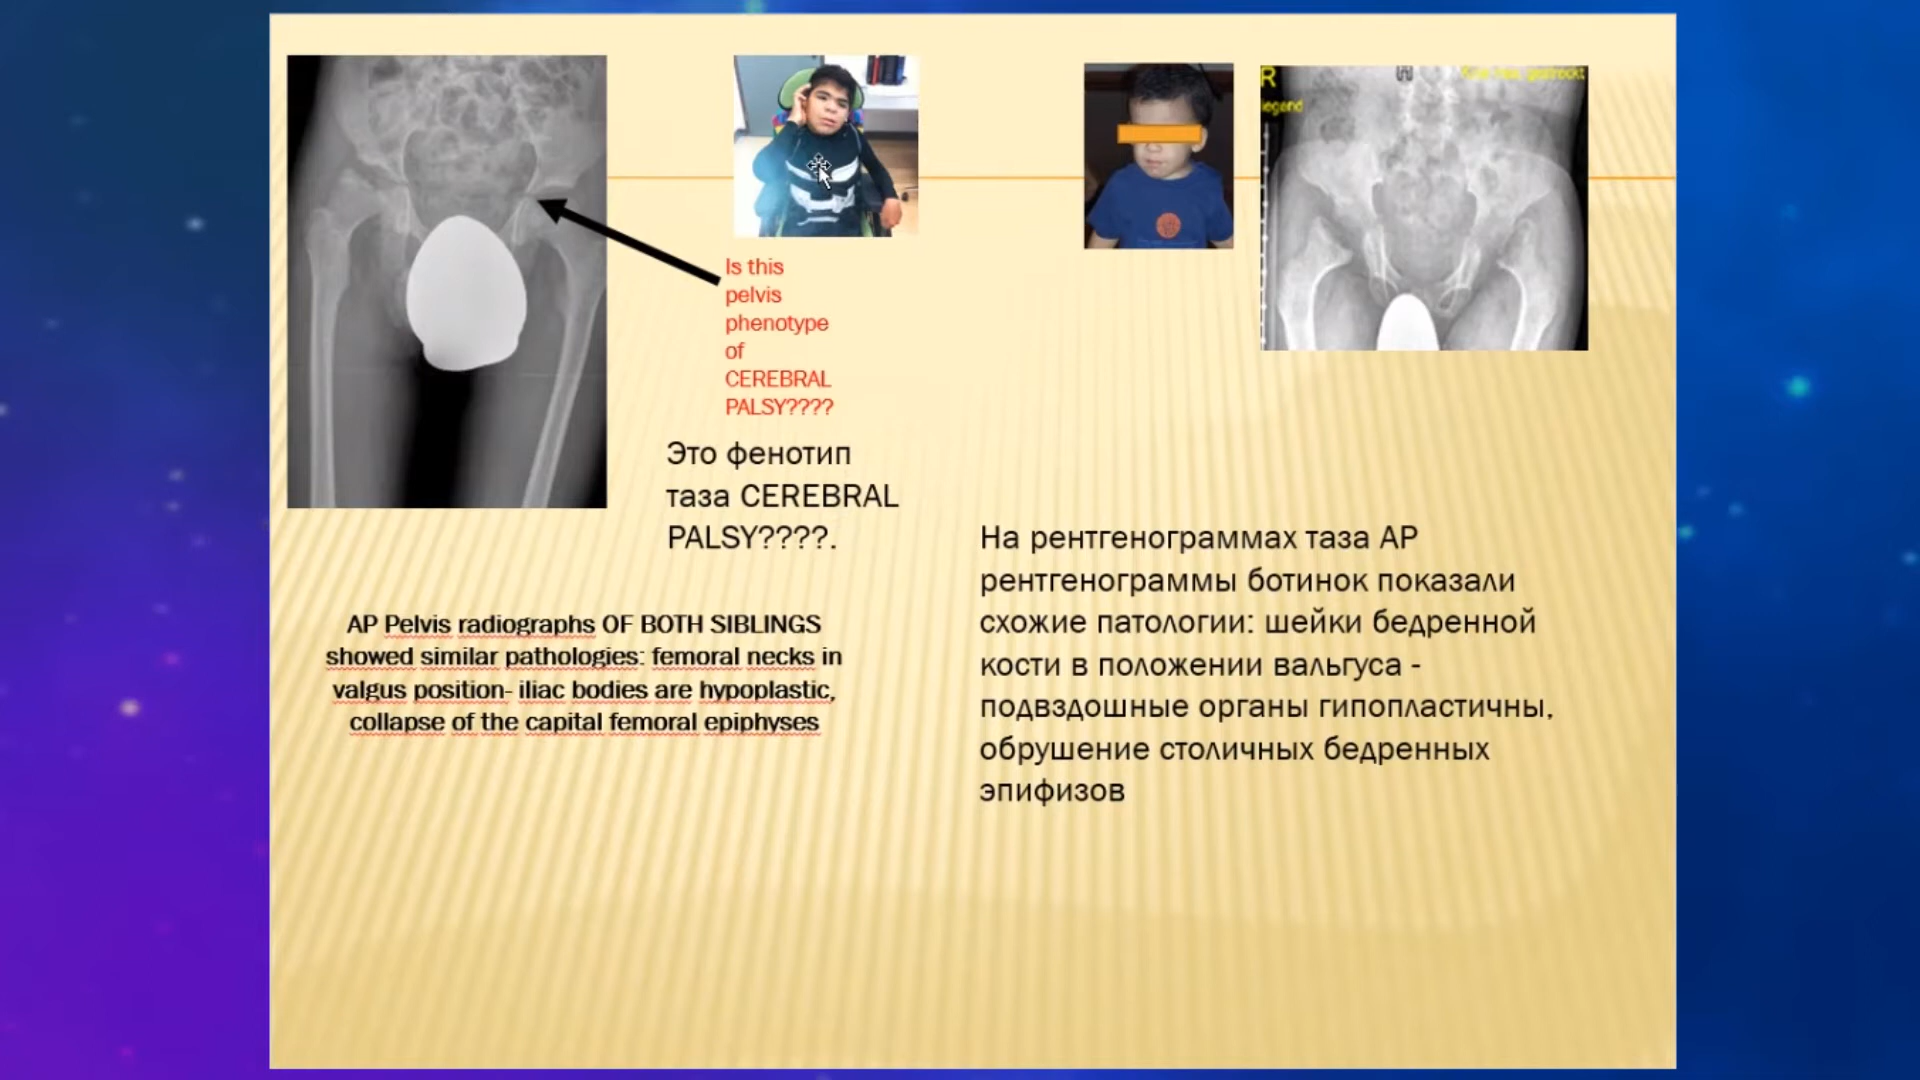 R
liegend
Is this
pelvis
phenotype
of
CEREBRAL
PALSY????
Это фенотип
таза CEREBRAL
PALSY????.
AP Pelvis radiographs OF BOTH SIBLINGS
showed similar pathologies: femoral necks in
valgus position- iliac bodies are hypoplastic,
collapse of the capital femoral epiphyses
На рентгенограммах таза АР
рентгенограммы ботинок показали
схожие патологии: шейки бедренной
кости в положении вальгуса -
подвздошные органы гипопластичны,
обрушение столичных бедренных
эпифизов